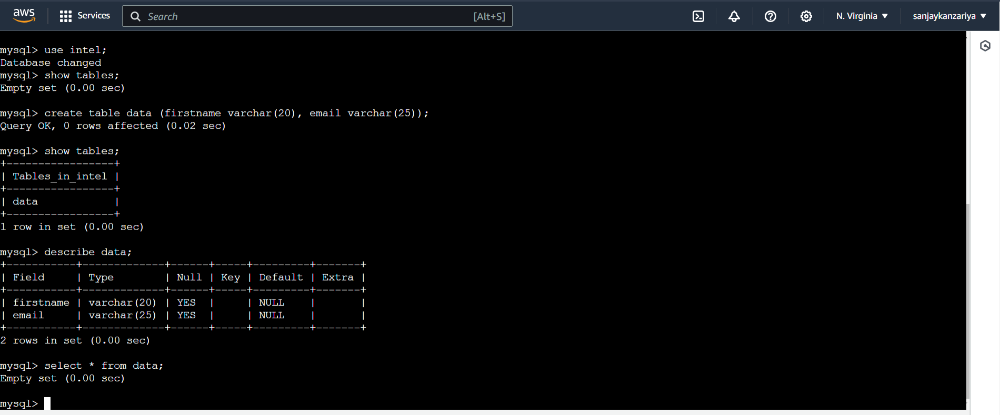 aws Services Search [Alt+S] N. Virginia ▼ sanjaykanzariya ▼
mysql> use intel;
Database changed
mysql> show tables;
Empty set (0.00 sec)
mysql> create table data (firstname varchar(20), email varchar(25));
Query OK, 0 rows affected (0.02 sec)
mysql> show tables;
+-----------------+
| Tables_in_intel |
+-----------------+
| data            |
+-----------------+
1 row in set (0.00 sec)
mysql> describe data;
+-----------+-------------+------+-----+---------+-------+
| Field     | Type        | Null | Key | Default | Extra |
+-----------+-------------+------+-----+---------+-------+
| firstname | varchar(20) | YES  |     | NULL    |       |
| email     | varchar(25) | YES  |     | NULL    |       |
+-----------+-------------+------+-----+---------+-------+
2 rows in set (0.00 sec)
mysql> select * from data;
Empty set (0.00 sec)
mysql>